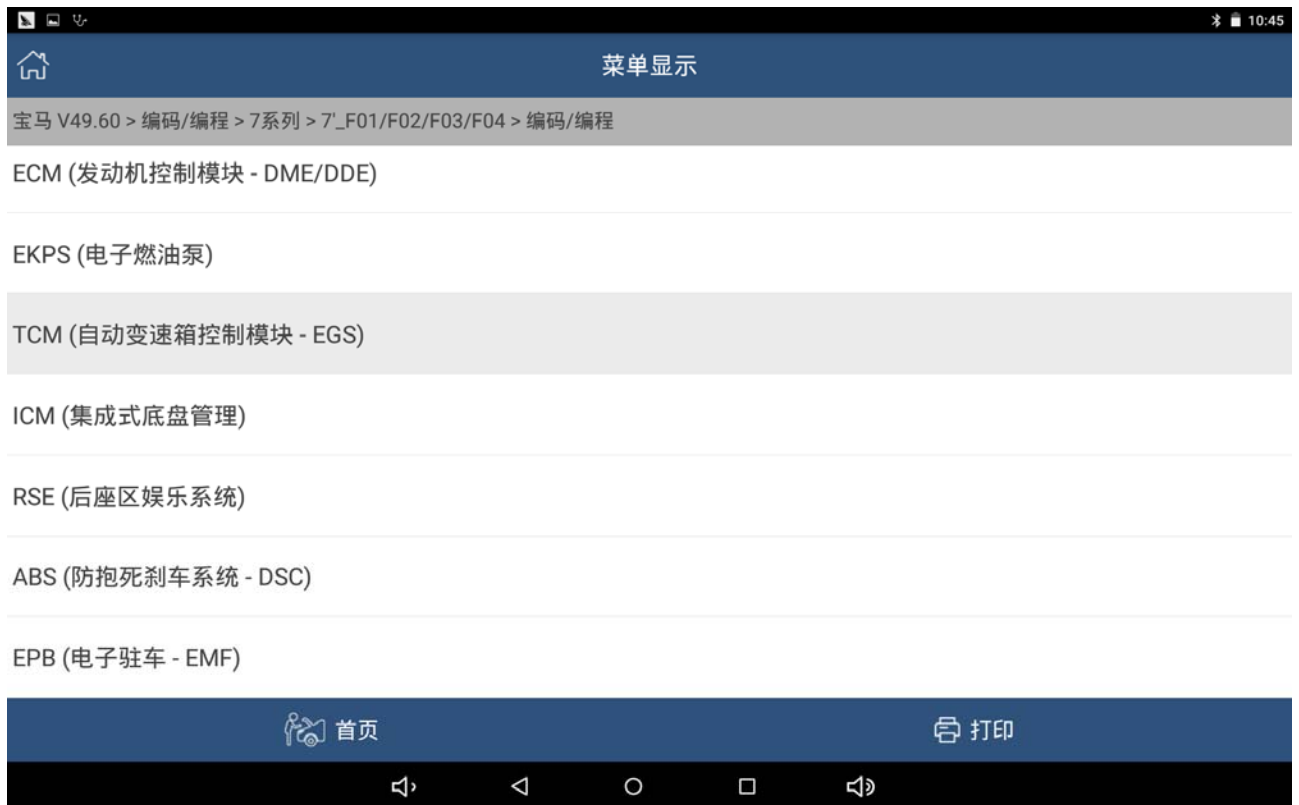 10:45
菜单显示
宝马 V49.60 > 编码/编程 > 7系列 > 7'_F01/F02/F03/F04 > 编码/编程
ECM (发动机控制模块 - DME/DDE)
EKPS (电子燃油泵)
TCM (自动变速箱控制模块 - EGS)
ICM (集成式底盘管理)
RSE (后座区娱乐系统)
ABS (防抱死刹车系统 - DSC)
EPB (电子驻车 - EMF)
首页
打印